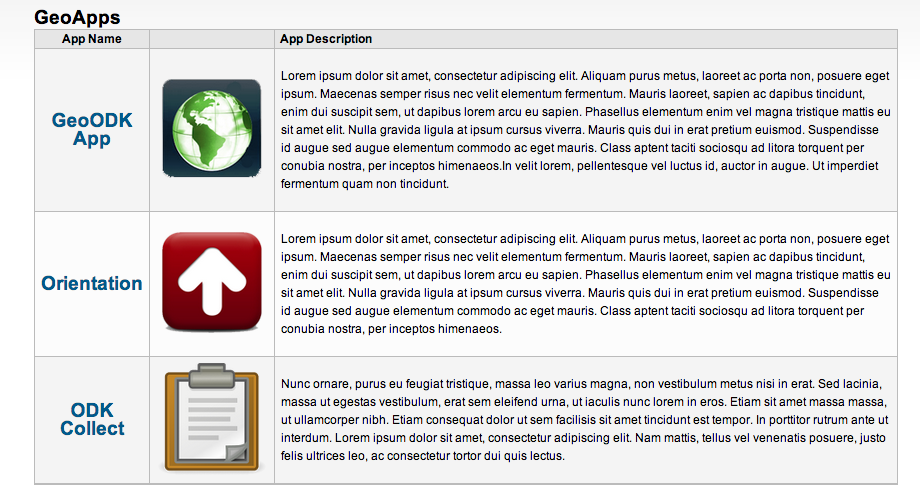 GeoApps
App Name App Description
GeoODK
App
Lorem ipsum dolor sit amet, consectetur adipiscing elit. Aliquam purus metus, laoreet ac porta non, posuere eget
ipsum. Maecenas semper risus nec velit elementum fermentum. Mauris laoreet, sapien ac dapibus tincidunt,
enim dui suscipit sem, ut dapibus lorem arcu eu sapien. Phasellus elementum enim vel magna tristique mattis eu
sit amet elit. Nulla gravida ligula at ipsum cursus viverra. Mauris quis dui in erat pretium euismod. Suspendisse
id augue sed augue elementum commodo ac eget mauris. Class aptent taciti sociosqu ad litora torquent per
conubia nostra, per inceptos himenaeos.In velit lorem, pellentesque vel luctus id, auctor in augue. Ut imperdiet
fermentum quam non tincidunt.
Orientation
Lorem ipsum dolor sit amet, consectetur adipiscing elit. Aliquam purus metus, laoreet ac porta non, posuere eget
ipsum. Maecenas semper risus nec velit elementum fermentum. Mauris laoreet, sapien ac dapibus tincidunt,
enim dui suscipit sem, ut dapibus lorem arcu eu sapien. Phasellus elementum enim vel magna tristique mattis eu
sit amet elit. Nulla gravida ligula at ipsum cursus viverra. Mauris quis dui in erat pretium euismod. Suspendisse
id augue sed augue elementum commodo ac eget mauris. Class aptent taciti sociosqu ad litora torquent per
conubia nostra, per inceptos himenaeos.
ODK
Collect
Nunc ornare, purus eu feugiat tristique, massa leo varius magna, non vestibulum metus nisi in erat. Sed lacinia,
massa ut egestas vestibulum, erat sem eleifend urna, ut iaculis nunc lorem in eros. Etiam sit amet massa massa,
ut ullamcorper nibh. Etiam consequat dolor ut sem facilisis sit amet tincidunt est tempor. In porttitor rutrum ante ut
interdum. Lorem ipsum dolor sit amet, consectetur adipiscing elit. Nam mattis, tellus vel venenatis posuere, justo
felis ultrices leo, ac consectetur tortor dui quis lectus.